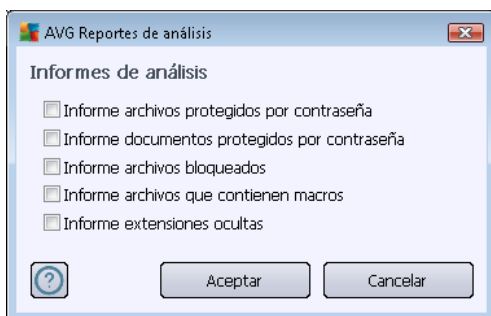 AVG Reportes de análisis
Informes de análisis
Informe archivos protegidos por contraseña
Informe documentos protegidos por contraseña
Informe archivos bloqueados
Informe archivos que contienen macros
Informe extensiones ocultas
?
Aceptar
Cancelar